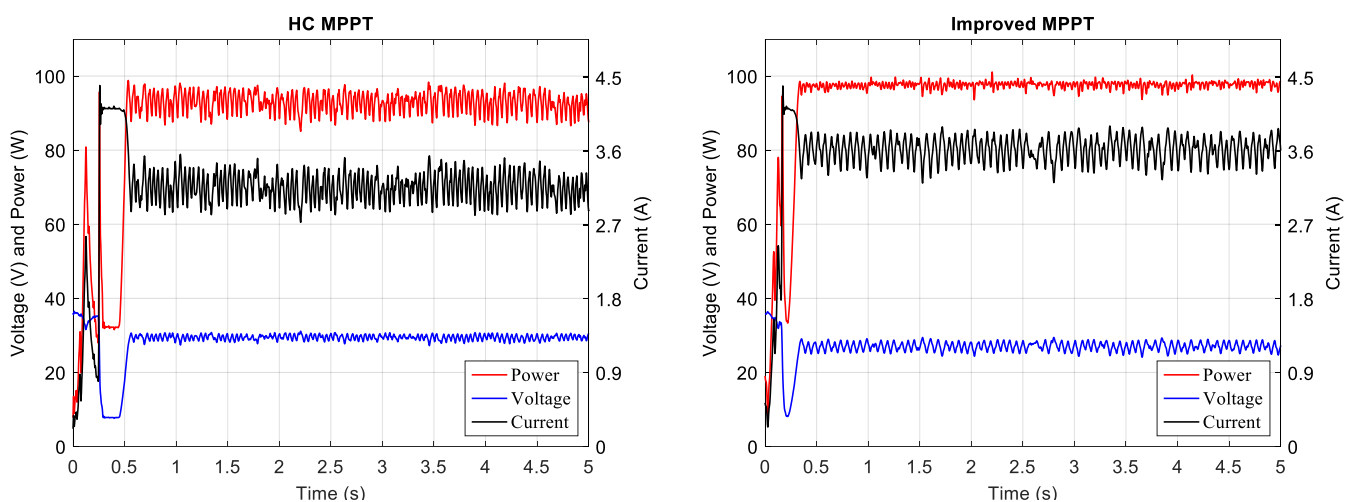 HC MPPT
Voltage (V) and Power (W)
100
80
60
40
20
0
4.5
3.6
2.7
1.8
0.9
0
Current (A)
Power
Voltage
Current
0 0.5 1 1.5 2 2.5 3 3.5 4 4.5 5
Time (s)
Improved MPPT
Voltage (V) and Power (W)
100
80
60
40
20
0
4.5
3.6
2.7
1.8
0.9
0
Current (A)
Power
Voltage
Current
0 0.5 1 1.5 2 2.5 3 3.5 4 4.5 5
Time (s)